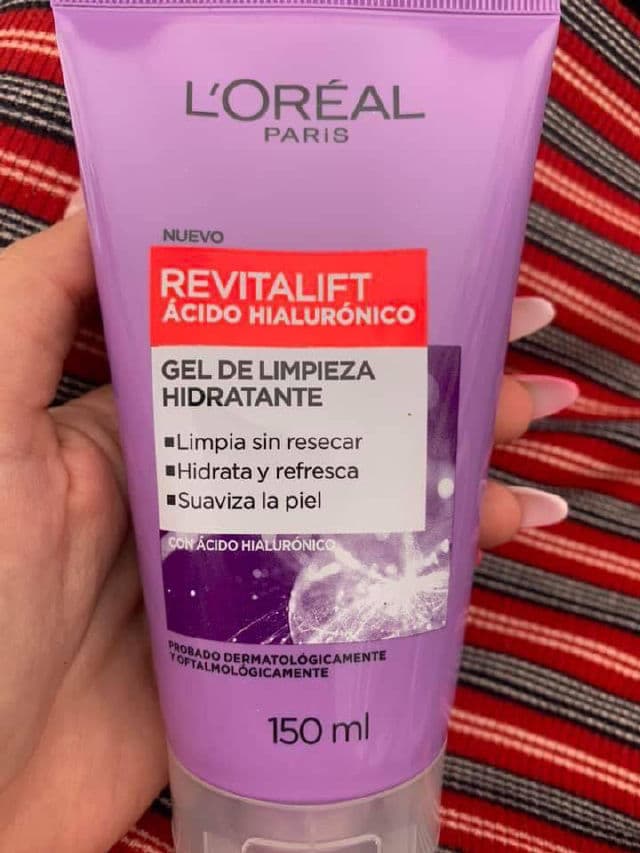 L'ORÉAL
PARIS
NUEVO
REVITALIFT
ÁCIDO HIALURÓNICO
GEL DE LIMPIEZA
HIDRATANTE
▪Limpia sin resecar
▪Hidrata y refresca
▪Suaviza la piel
CON ÁCIDO HIALURÓNICO
PROBADO DERMATOLÓGICAMENTE
Y OFTALMOLÓGICAMENTE
150 ml